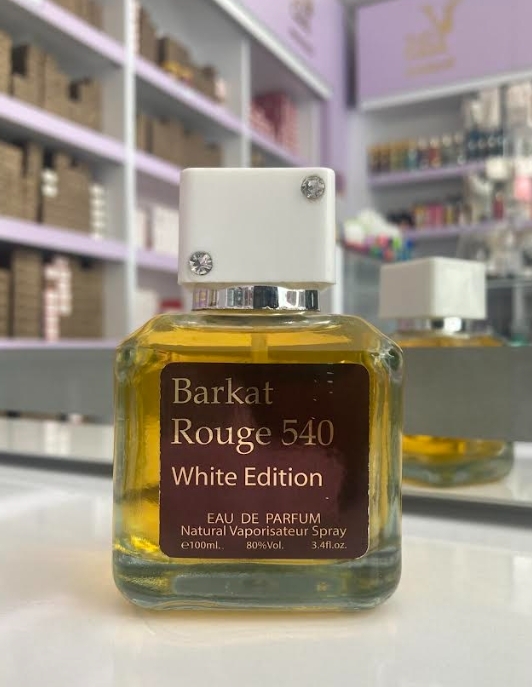 Barkat
Rouge 540
White Edition
EAU DE PARFUM
Natural Vaporisateur Spray
℮100ml.. 80%Vol. 3.4fl.oz.